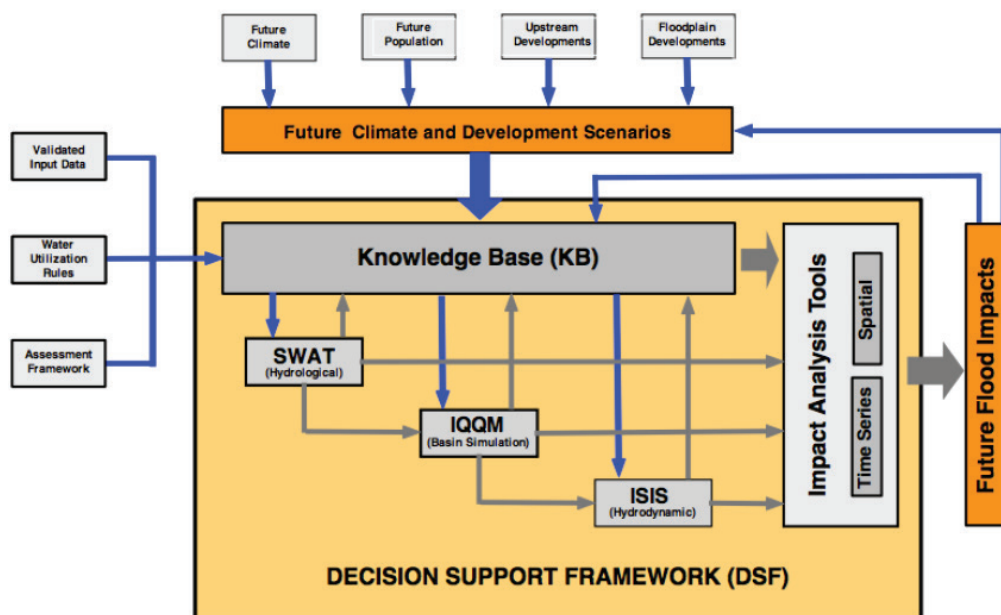 Future
Climate
Future
Population
Upstream
Developments
Floodplain
Developments
Future Climate and Development Scenarios
Validated
Input Data
Water
Utilization
Rules
Assessment
Framework
Knowledge Base (KB)
SWAT
(Hydrological)
IQQM
(Basin Simulation)
ISIS
(Hydrodynamic)
Impact Analysis Tools
Spatial
Time Series
Future Flood Impacts
DECISION SUPPORT FRAMEWORK (DSF)